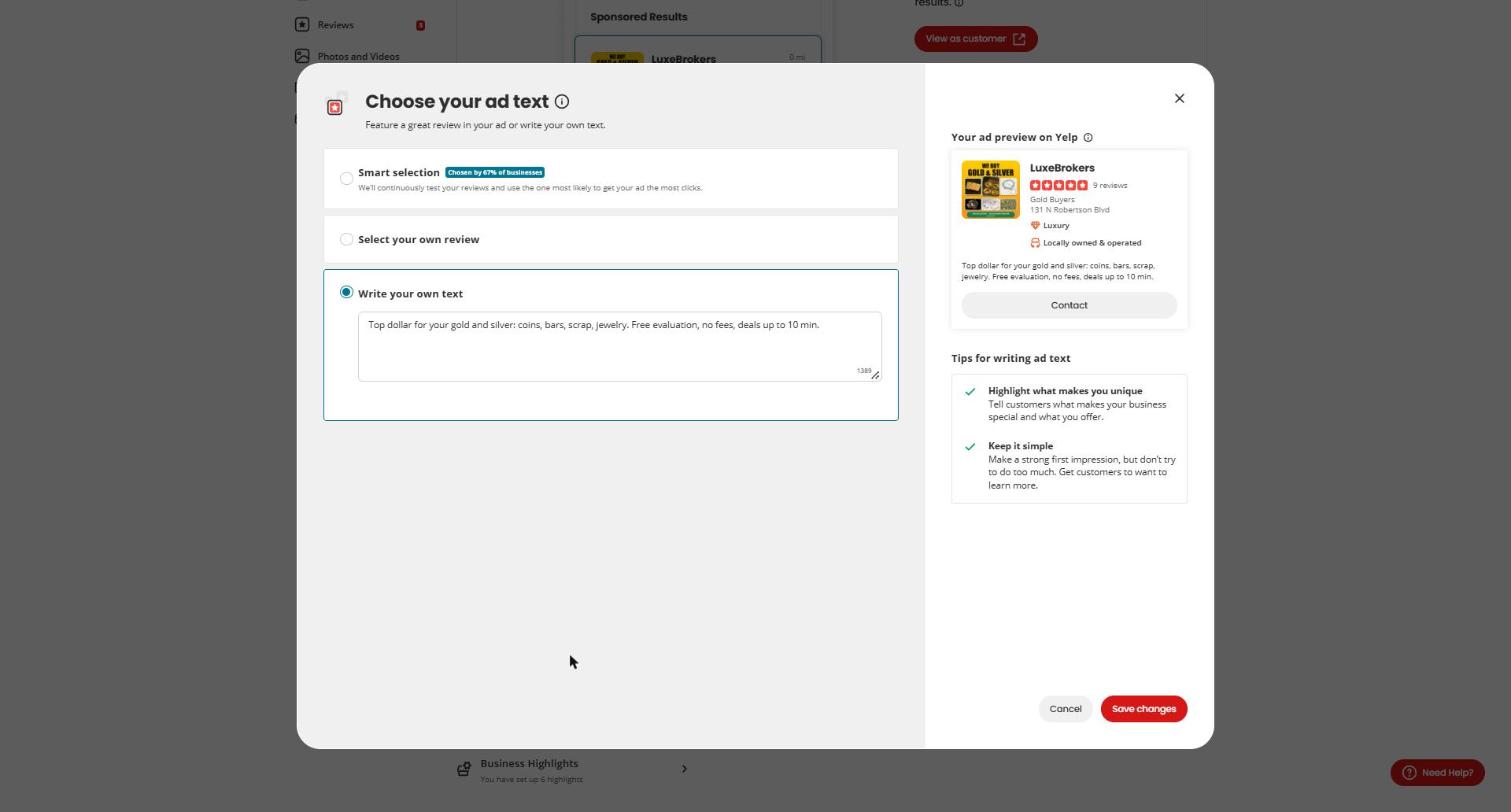 results.
Reviews
Sponsored Results
View as customer
Photos and Videos
LuxeBrokers
0 mi
Choose your ad text
Feature a great review in your ad or write your own text.
Smart selection Chosen by 67% of businesses
We'll continuously test your reviews and use the one most likely to get your ad the most clicks.
Select your own review
Write your own text
Top dollar for your gold and silver: coins, bars, scrap, jewelry. Free evaluation, no fees, deals up to 10 min.
1389
Your ad preview on Yelp
WE BUY
GOLD & SILVER
LuxeBrokers
9 reviews
Gold Buyers
131 N Robertson Blvd
Luxury
Locally owned & operated
Top dollar for your gold and silver: coins, bars, scrap,
jewelry. Free evaluation, no fees, deals up to 10 min.
Contact
Tips for writing ad text
Highlight what makes you unique
Tell customers what makes your business
special and what you offer.
Keep it simple
Make a strong first impression, but don't try
to do too much. Get customers to want to
learn more.
Cancel
Save changes
Business Highlights
You have set up 6 highlights
Need Help?